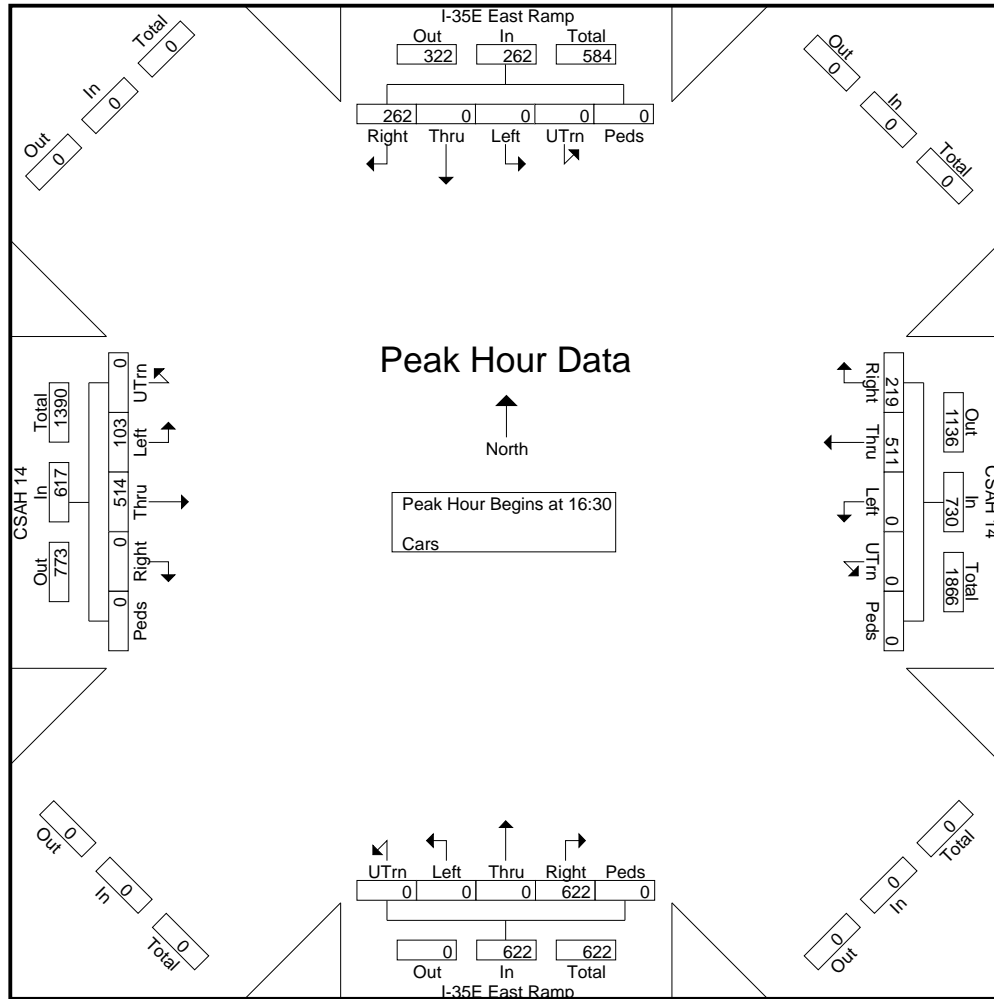 I-35E East Ramp
Out In Total
322 262 584
262 0 0 0 0
Right Thru Left UTrn Peds
Out In Total
0 0 0
Out In Total
0 0 0
CSAH 14
Total In Out
1390 617 773
0 103 514 0 0
UTrn Left Thru Right Peds
Peak Hour Data
North
Peak Hour Begins at 16:30
Cars
Right Thru Left UTrn Peds
219 511 0 0 0
Out In Total
1136 730 1866
CSAH 14
Out In Total
0 0 0
UTrn Left Thru Right Peds
0 0 0 622 0
0 622 622
Out In Total
I-35E East Ramp
Total In Out
0 0 0